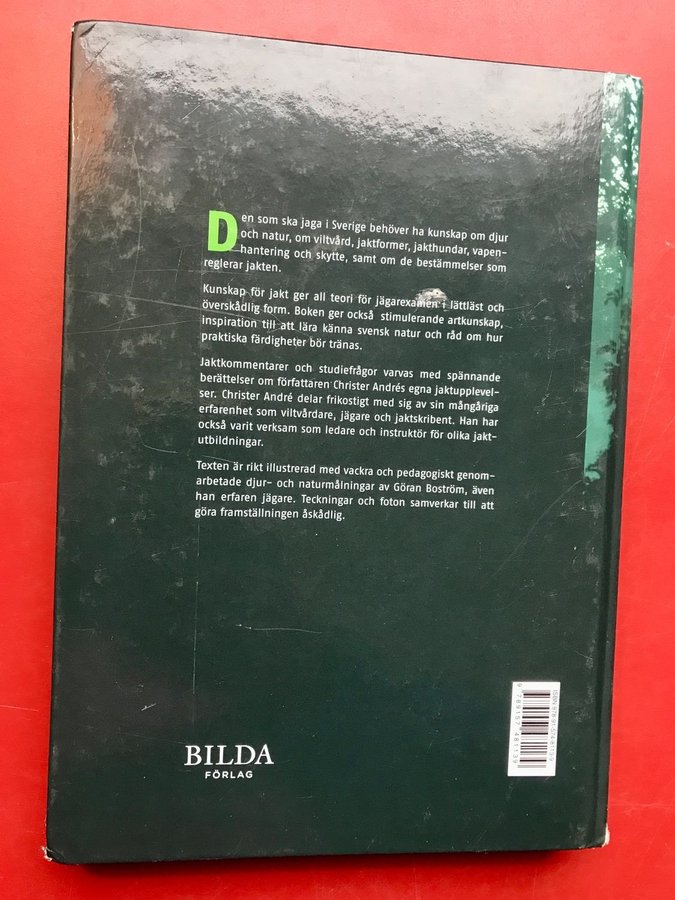 Den som ska jaga i Sverige behöver ha kunskap om djur
och natur, om viltvård, jaktformer, jakthundar, vapen-
hantering och skytte, samt om de bestämmelser som
reglerar jakten.
Kunskap för jakt ger all teori för jägarexamen i lättläst och
överskådlig form. Boken ger också stimulerande artkunskap,
inspiration till att lära känna svensk natur och råd om hur
praktiska färdigheter bör tränas.
Jaktkommentarer och studiefrågor varvas med spännande
berättelser om författaren Christer Andrés egna jaktupplevel-
ser. Christer André delar frikostigt med sig av sin mångåriga
erfarenhet som viltvårdare, jägare och jaktskribent. Han har
också varit verksam som ledare och instruktör för olika jakt-
utbildningar.
Texten är rikt illustrerad med vackra och pedagogiskt genom-
arbetade djur- och naturmålningar av Göran Boström, även
han erfaren jägare. Teckningar och foton samverkar till att
göra framställningen åskådlig.
BILDA
FÖRLAG
9 789157 481139